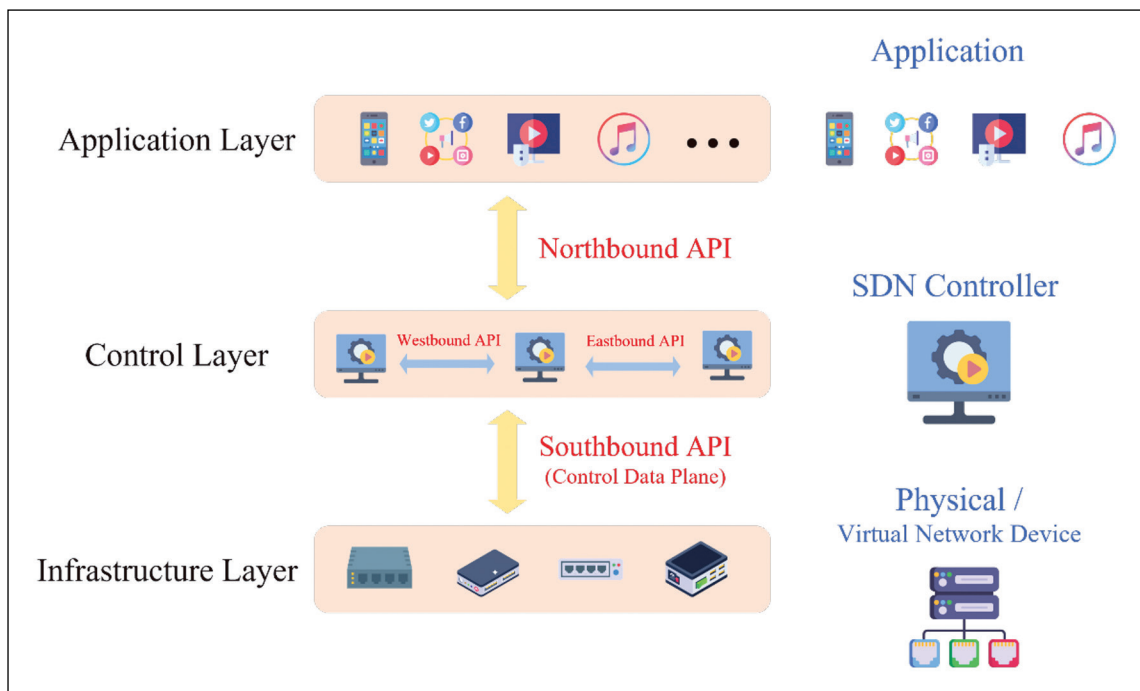 Application
Application Layer
Northbound API
SDN Controller
Control Layer
Westbound API
Eastbound API
Southbound API
(Control Data Plane)
Physical /
Virtual Network Device
Infrastructure Layer